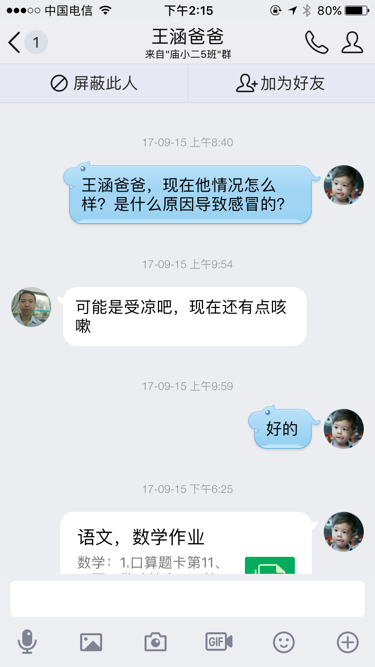 中国电信 下午2:15 80%
1 王涵爸爸
来自"庙小二5班"群
屏蔽此人 加为好友
17-09-15 上午8:40
王涵爸爸，现在他情况怎么
样？是什么原因导致感冒的？
17-09-15 上午9:54
可能是受凉吧，现在还有点咳
嗽
17-09-15 上午9:59
好的
17-09-15 下午6:25
语文，数学作业
数学：1.口算题卡第11、
GIF